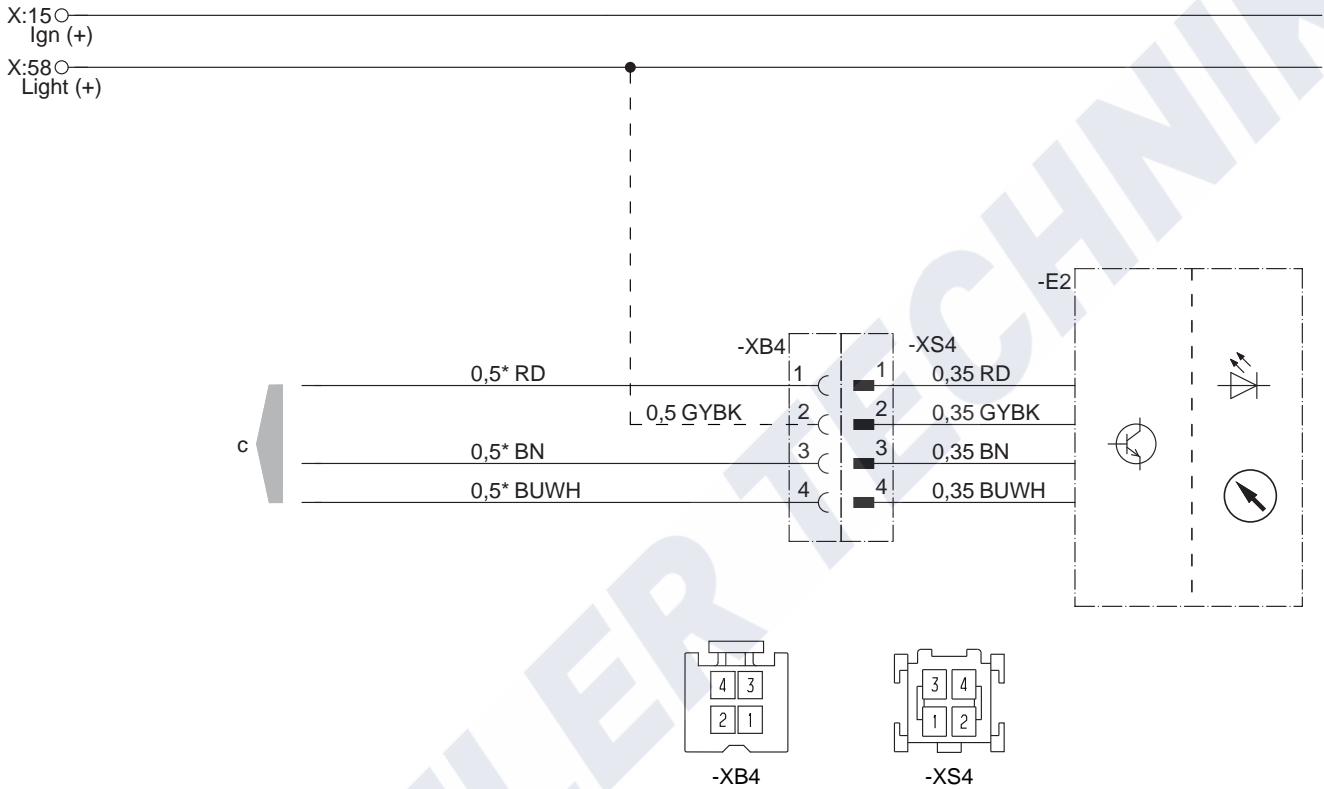 X:15
Ign (+)
X:58
Light (+)
-E2
-XB4
-XS4
0,5* RD
1
1
0,35 RD
0,5 GYBK
2
2
0,35 GYBK
c
0,5* BN
3
3
0,35 BN
0,5* BUWH
4
4
0,35 BUWH
4 3
2 1
3 4
1 2
-XB4
-XS4
LER TECHNIK